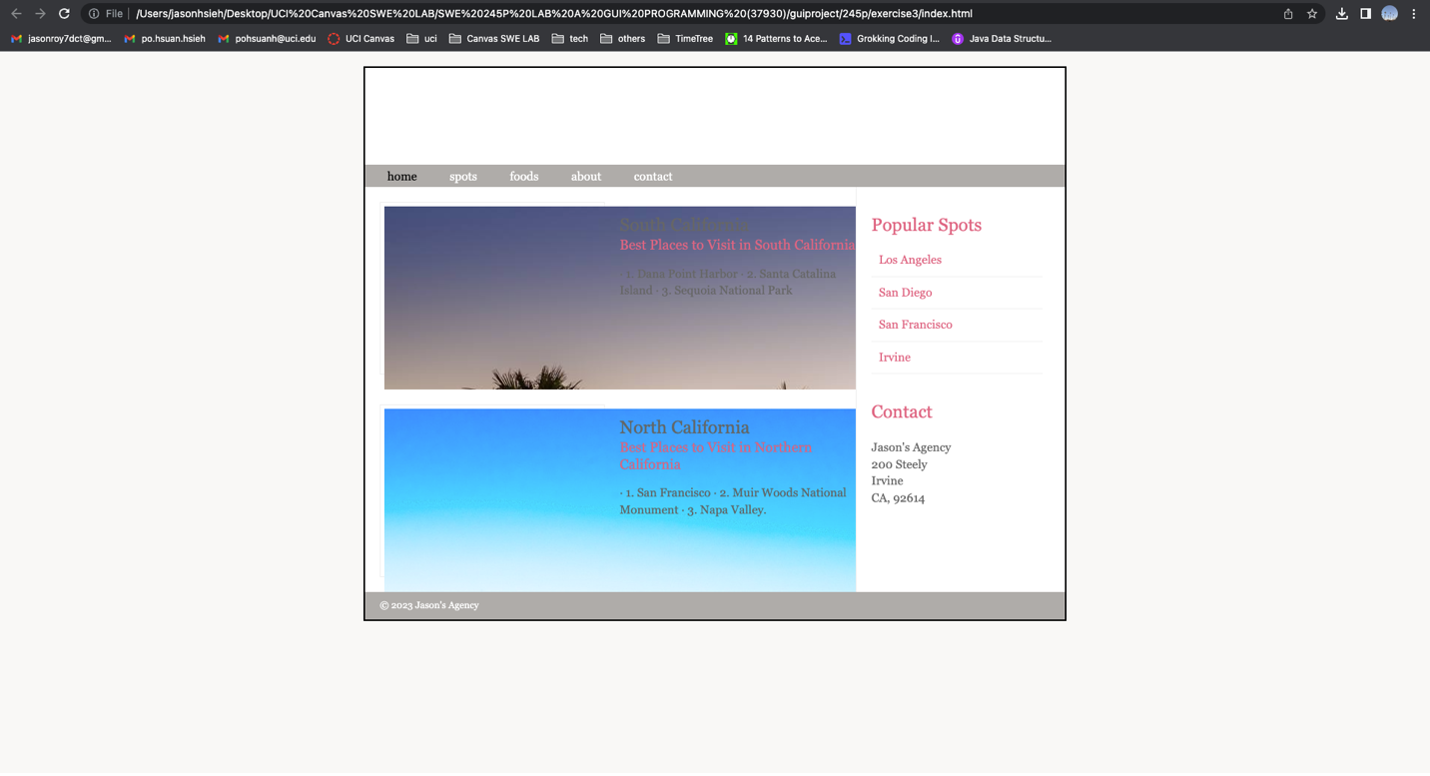 File
/Users/jasonhsieh/Desktop/UCI%20Canvas%20SWE%20LAB/SWE%20245P%20LAB%20A%20GUI%20PROGRAMMING%20(37930)/guiproject/245p/exercise3/index.html
jasonroy7dct@gm... po.hsuan.hsieh pohsuanh@uci.edu UCI Canvas uci Canvas SWE LAB tech others TimeTree 14 Patterns to Ace... Grokking Coding I... Java Data Structu...
home spots foods about contact
South California
Best Places to Visit in South California
· 1. Dana Point Harbor · 2. Santa Catalina
Island · 3. Sequoia National Park
North California
Best Places to Visit in Northern
California
· 1. San Francisco · 2. Muir Woods National
Monument · 3. Napa Valley.
Popular Spots
Los Angeles
San Diego
San Francisco
Irvine
Contact
Jason's Agency
200 Steely
Irvine
CA, 92614
© 2023 Jason's Agency